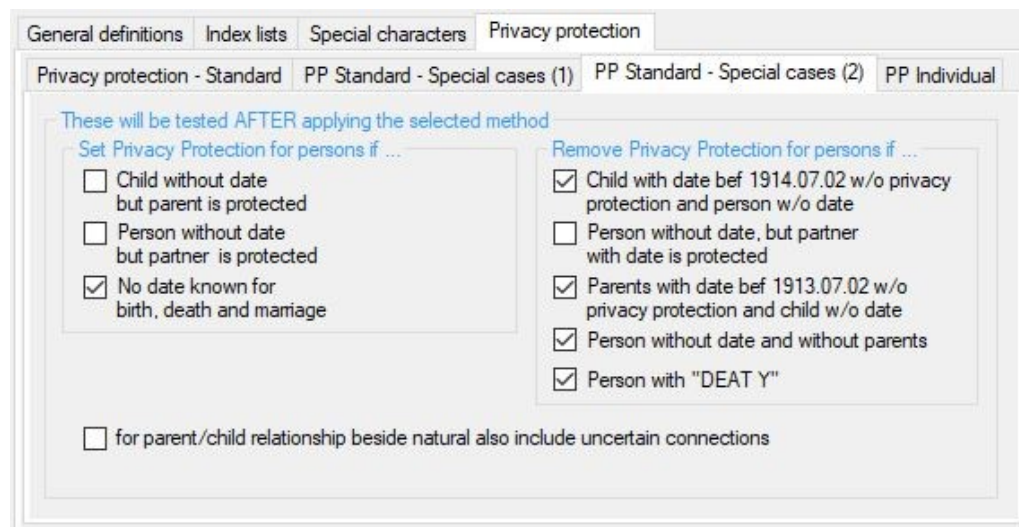 General definitions Index lists Special characters Privacy protection
Privacy protection - Standard PP Standard - Special cases (1) PP Standard - Special cases (2) PP Individual
These will be tested AFTER applying the selected method
Set Privacy Protection for persons if ...
Child without date
but parent is protected
Person without date
but partner is protected
No date known for
birth, death and marriage
Remove Privacy Protection for persons if ...
Child with date bef 1914.07.02 w/o privacy
protection and person w/o date
Person without date, but partner
with date is protected
Parents with date bef 1913.07.02 w/o
privacy protection and child w/o date
Person without date and without parents
Person with "DEAT Y"
for parent/child relationship beside natural also include uncertain connections